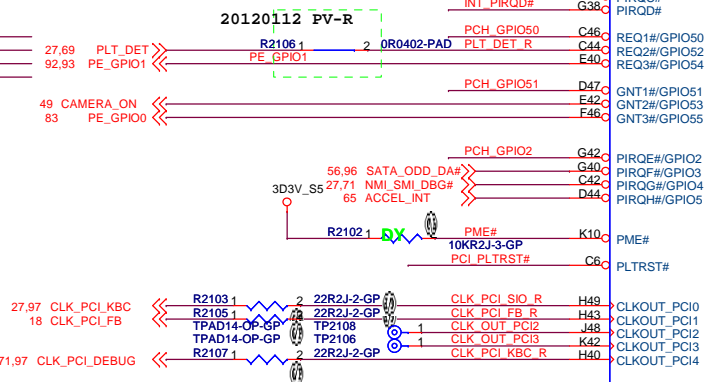 INT_PIRQD# G38 PIRQD#
20120112 PV-R
PCH_GPIO50 C46 REQ1#/GPIO50
27,69 PLT_DET R2106 1 2 0R0402-PAD PLT_DET_R C44 REQ2#/GPIO52
92,93 PE_GPIO1 PE_GPIO1 E40 REQ3#/GPIO54
PCH_GPIO51 D47 GNT1#/GPIO51
49 CAMERA_ON E42 GNT2#/GPIO53
83 PE_GPIO0 F46 GNT3#/GPIO55
PCH_GPIO2 G42 PIRQE#/GPIO2
56,96 SATA_ODD_DA# G40 PIRQF#/GPIO3
27,71 NMI_SMI_DBG# C42 PIRQG#/GPIO4
65 ACCEL_INT D44 PIRQH#/GPIO5
3D3V_S5
R2102 1 DY 2 PME# K10 PME#
10KR2J-3-GP
PCI_PLTRST# C6 PLTRST#
27,97 CLK_PCI_KBC R2103 1 2 22R2J-2-GP CLK_PCI_SIO_R H49 CLKOUT_PCI0
18 CLK_PCI_FB R2105 1 2 22R2J-2-GP CLK_PCI_FB_R H43 CLKOUT_PCI1
TPAD14-OP-GP TP2108 1 CLK_OUT_PCI2 J48 CLKOUT_PCI2
TPAD14-OP-GP TP2106 1 CLK_OUT_PCI3 K42 CLKOUT_PCI3
71,97 CLK_PCI_DEBUG R2107 1 2 22R2J-2-GP CLK_PCI_KBC_R H40 CLKOUT_PCI4